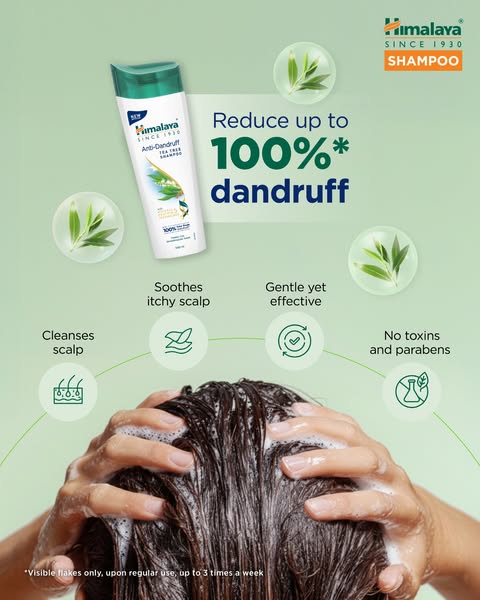 Himalaya®
SINCE 1930
SHAMPOO
Reduce up to
100%*
dandruff
NEW
Himalaya
SINCE 1930
Anti-Dandruff
TEA TREE
SHAMPOO
100%
Soothes
itchy scalp
Gentle yet
effective
Cleanses
scalp
No toxins
and parabens
*Visible flakes only, upon regular use, up to 3 times a week